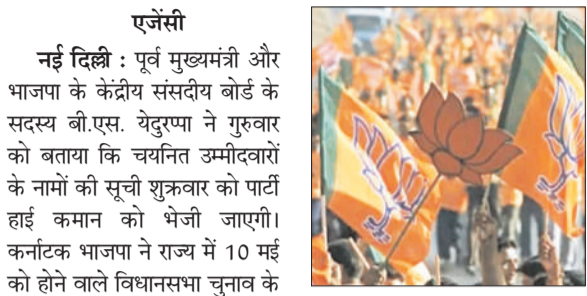 एजेंसी
नई दिल्ली : पूर्व मुख्यमंत्री और
भाजपा के केंद्रीय संसदीय बोर्ड के
सदस्य बी.एस. येदुरप्पा ने गुरुवार
को बताया कि चयनित उम्मीदवारों
के नामों की सूची शुक्रवार को पार्टी
हाई कमान को भेजी जाएगी।
कर्नाटक भाजपा ने राज्य में 10 मई
को होने वाले विधानसभा चुनाव के